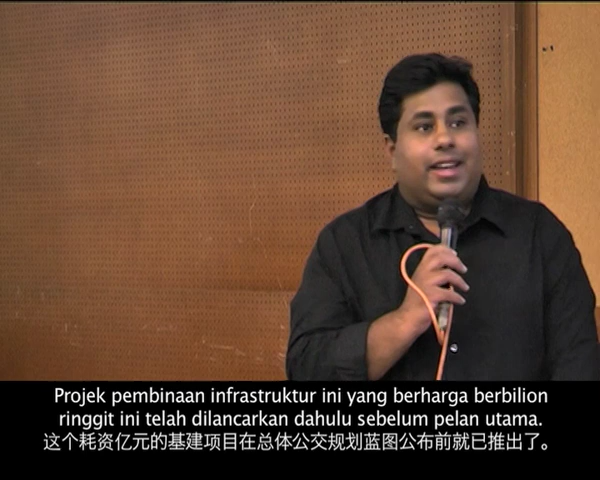 Projek pembinaan infrastruktur ini yang berharga berbilion
ringgit ini telah dilancarkan dahulu sebelum pelan utama.
这个耗资亿元的基建项目在总体公交规划蓝图公布前就已推出了。